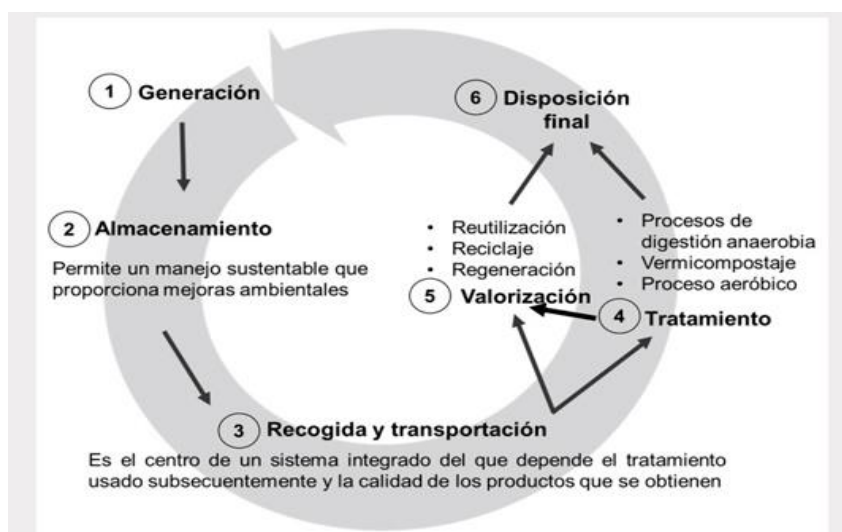 1 Generación
2 Almacenamiento
Permite un manejo sustentable que
proporciona mejoras ambientales
3 Recogida y transportación
Es el centro de un sistema integrado del que depende el tratamiento
usado subsecuentemente y la calidad de los productos que se obtienen
• Procesos de
digestión anaerobia
• Vermicompostaje
• Proceso aeróbico
4 Tratamiento
• Reutilización
• Reciclaje
• Regeneración
5 Valorización
6 Disposición
final